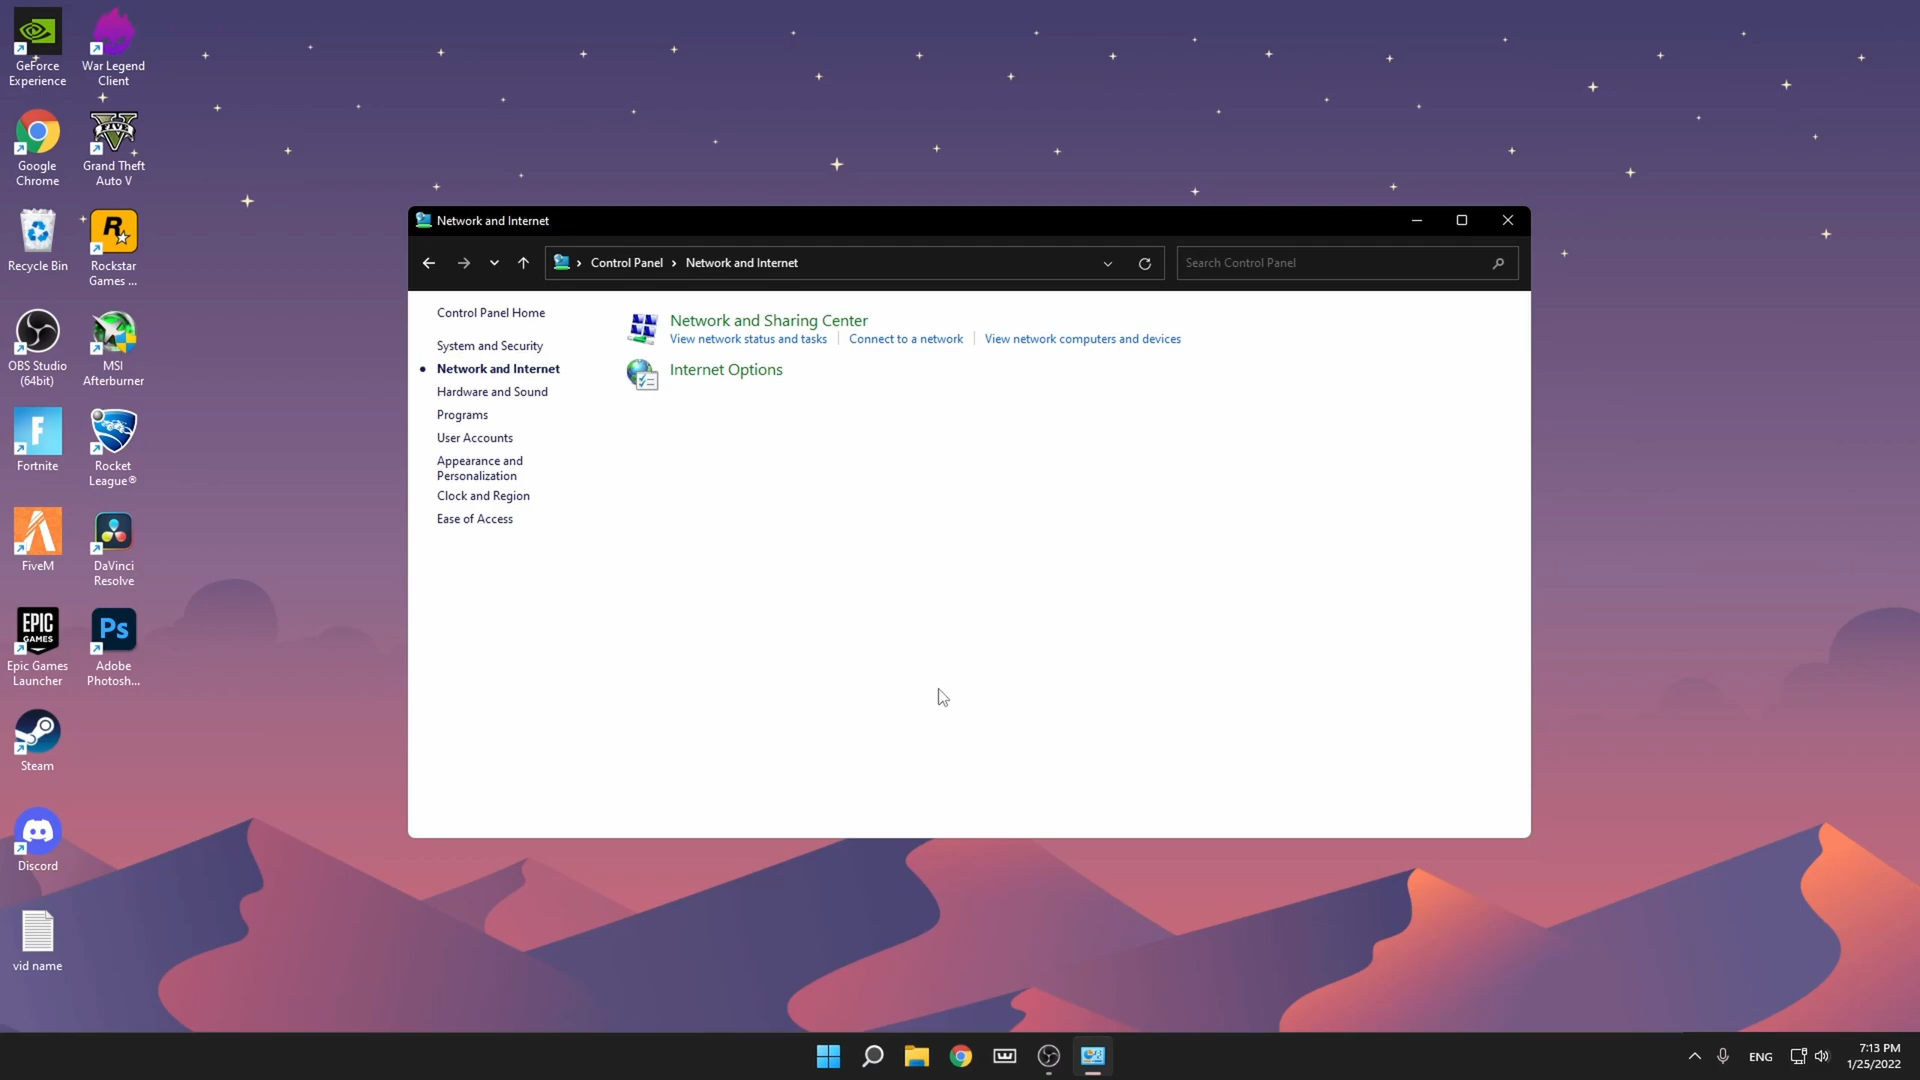 GeForce
Experience
War Legend
Client
Google
Chrome
FIVE
Grand Theft
Auto V
Recycle Bin
R
Rockstar
Games ...
OBS Studio
(64bit)
MSI
Afterburner
F
Fortnite
Rocket
League®
FiveM
DaVinci
Resolve
EPIC
GAMES
Epic Games
Launcher
Ps
Adobe
Photosh...
Steam
Discord
vid name
Network and Internet
Control Panel › Network and Internet
Search Control Panel
Control Panel Home
System and Security
Network and Internet
Hardware and Sound
Programs
User Accounts
Appearance and
Personalization
Clock and Region
Ease of Access
Network and Sharing Center
View network status and tasks
Connect to a network
View network computers and devices
Internet Options
ENG
7:13 PM
1/25/2022